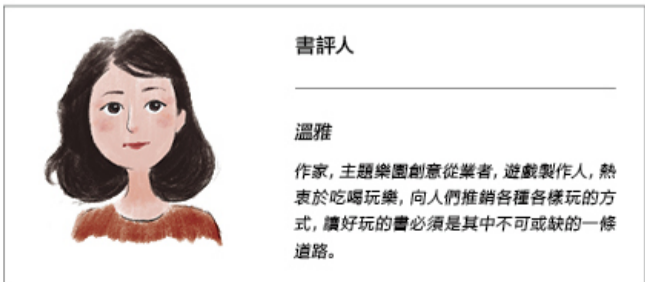 書評人
溫雅
作家, 主題樂園創意從業者, 遊戲製作人, 熱
衷於吃喝玩樂, 向人們推銷各種各樣玩的方
式, 讀好玩的書必須是其中不可或缺的一條
道路。